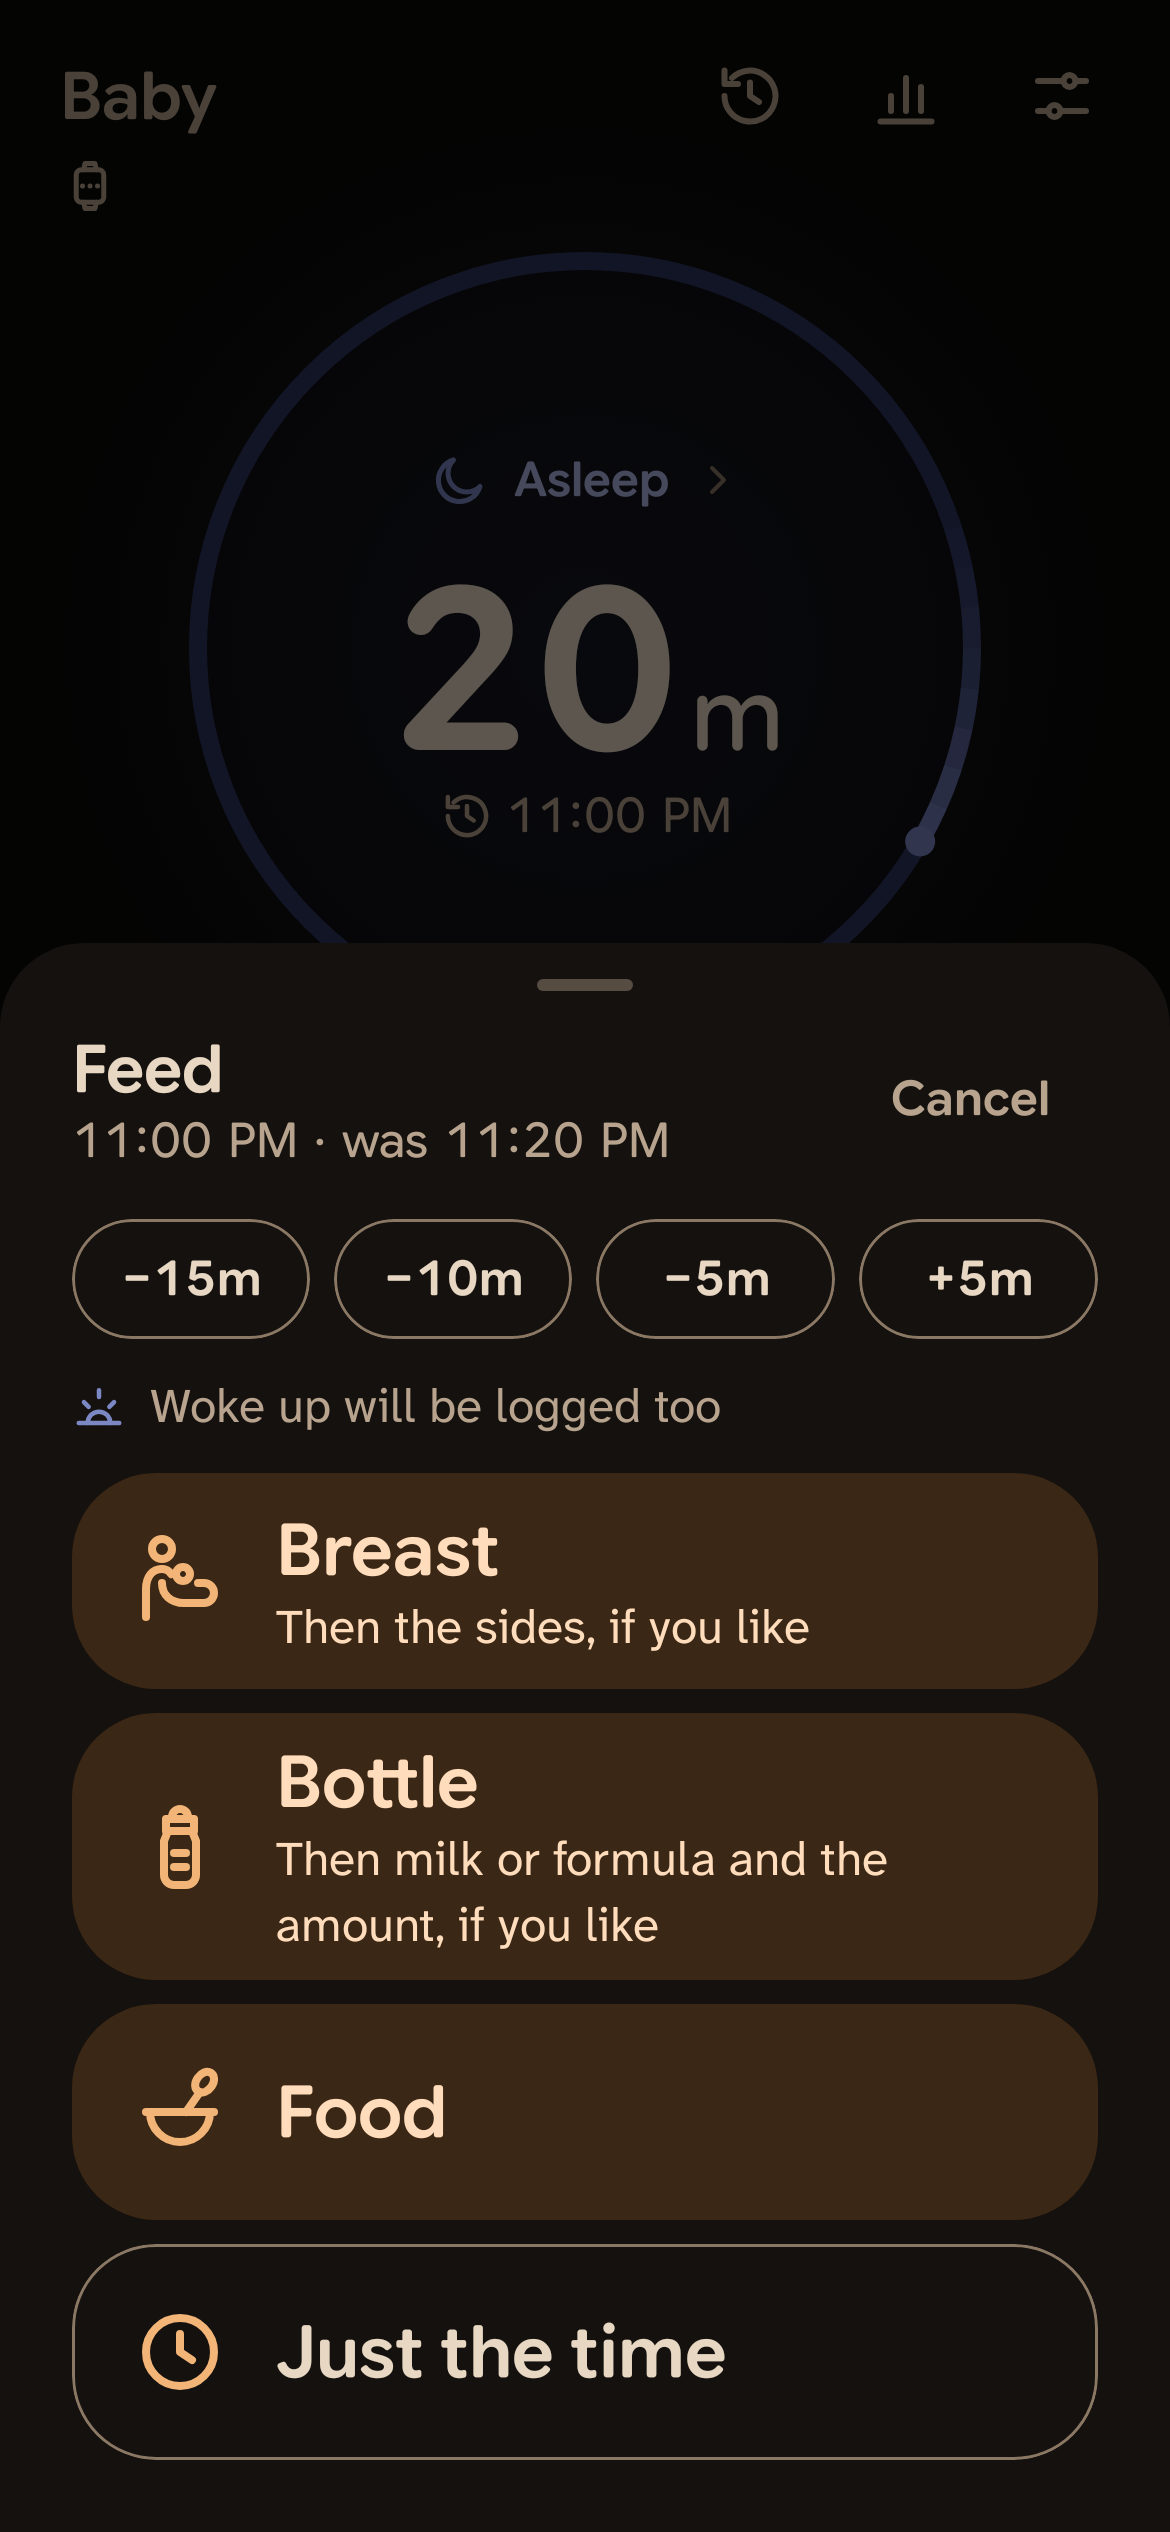 Baby
Asleep
20 m
11:00 PM
Feed
Cancel
11:00 PM · was 11:20 PM
−15m
−10m
−5m
+5m
Woke up will be logged too
Breast
Then the sides, if you like
Bottle
Then milk or formula and the
amount, if you like
Food
Just the time